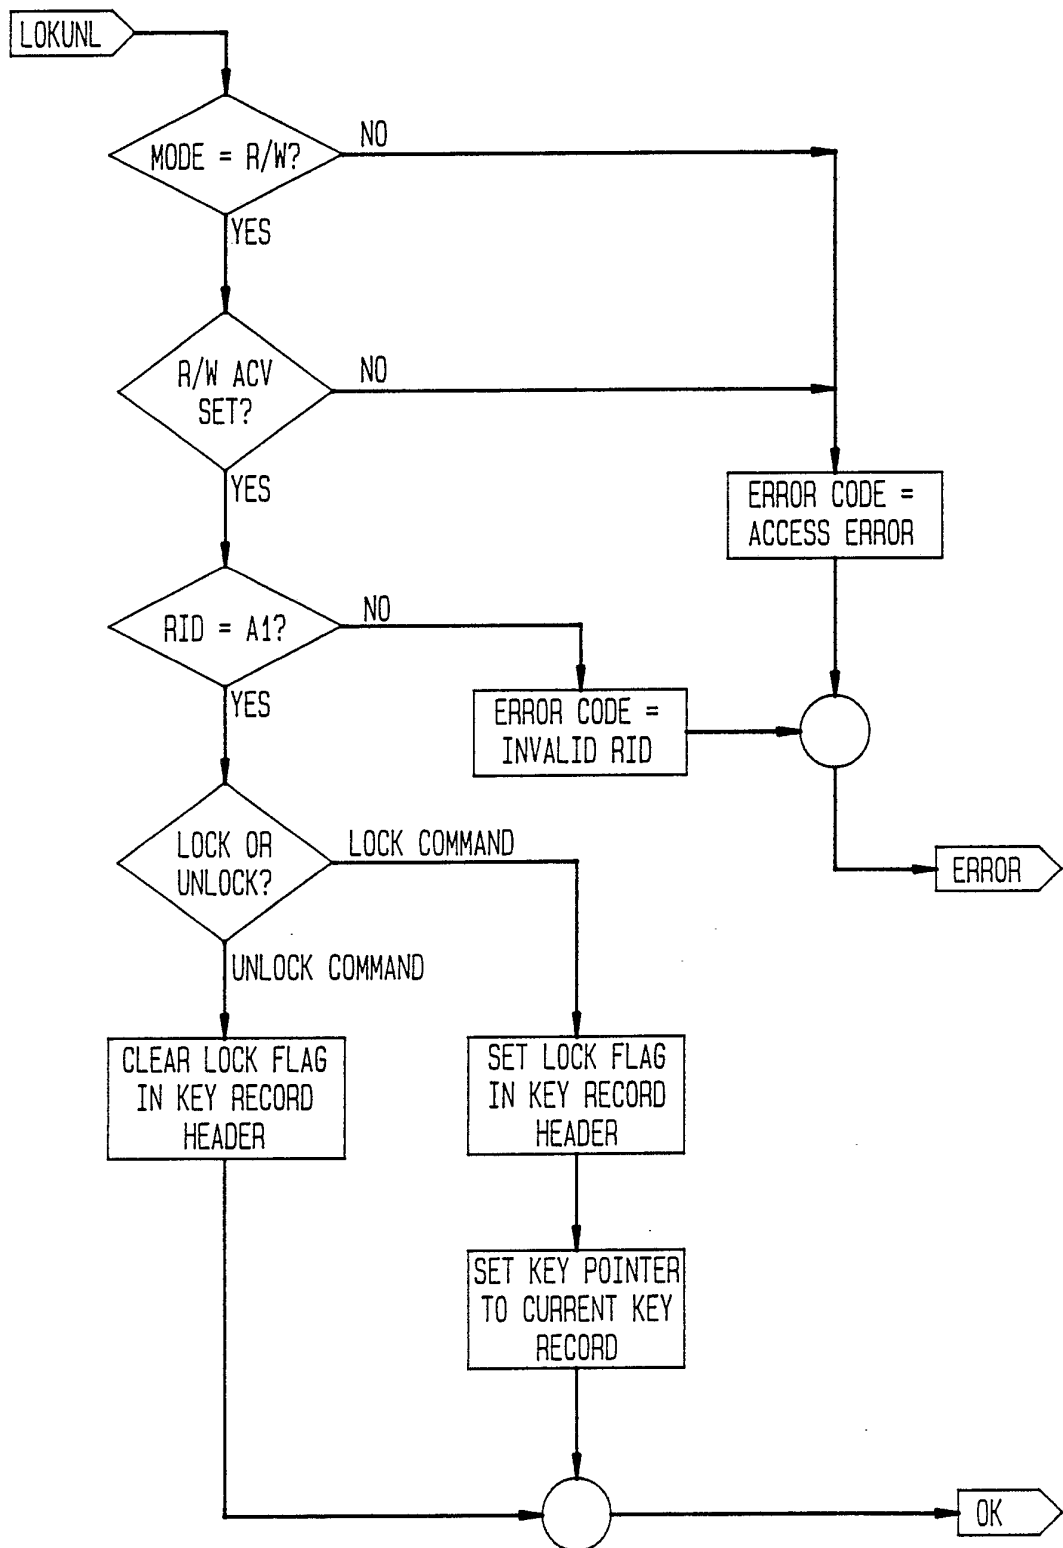 LOKUNL
MODE = R/W?
NO
YES
R/W ACV
SET?
NO
YES
ERROR CODE =
ACCESS ERROR
RID = A1?
NO
YES
ERROR CODE =
INVALID RID
LOCK OR
UNLOCK?
LOCK COMMAND
ERROR
UNLOCK COMMAND
CLEAR LOCK FLAG
IN KEY RECORD
HEADER
SET LOCK FLAG
IN KEY RECORD
HEADER
SET KEY POINTER
TO CURRENT KEY
RECORD
OK